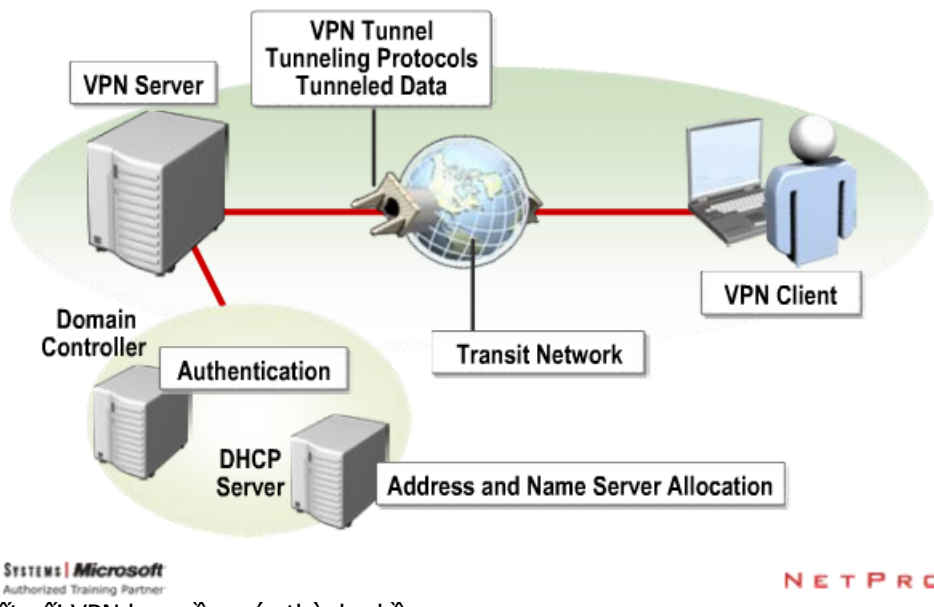 VPN Tunnel
Tunneling Protocols
Tunneled Data
VPN Server
VPN Client
Domain
Controller
Transit Network
Authentication
DHCP
Server
Address and Name Server Allocation
SYSTEMS | Microsoft
Authorized Training Partner
NETPRO
VPN